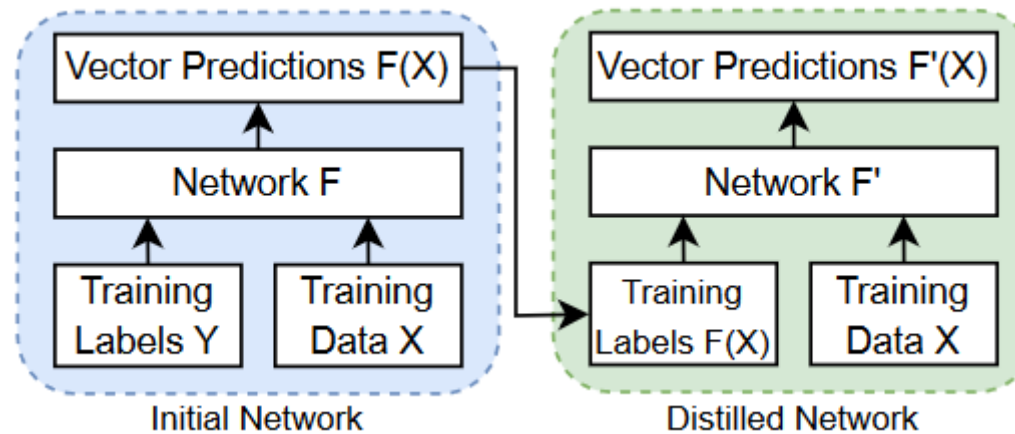 Vector Predictions F(X)
Network F
Training
Labels Y
Training
Data X
Initial Network
Vector Predictions F'(X)
Network F'
Training
Labels F(X)
Training
Data X
Distilled Network